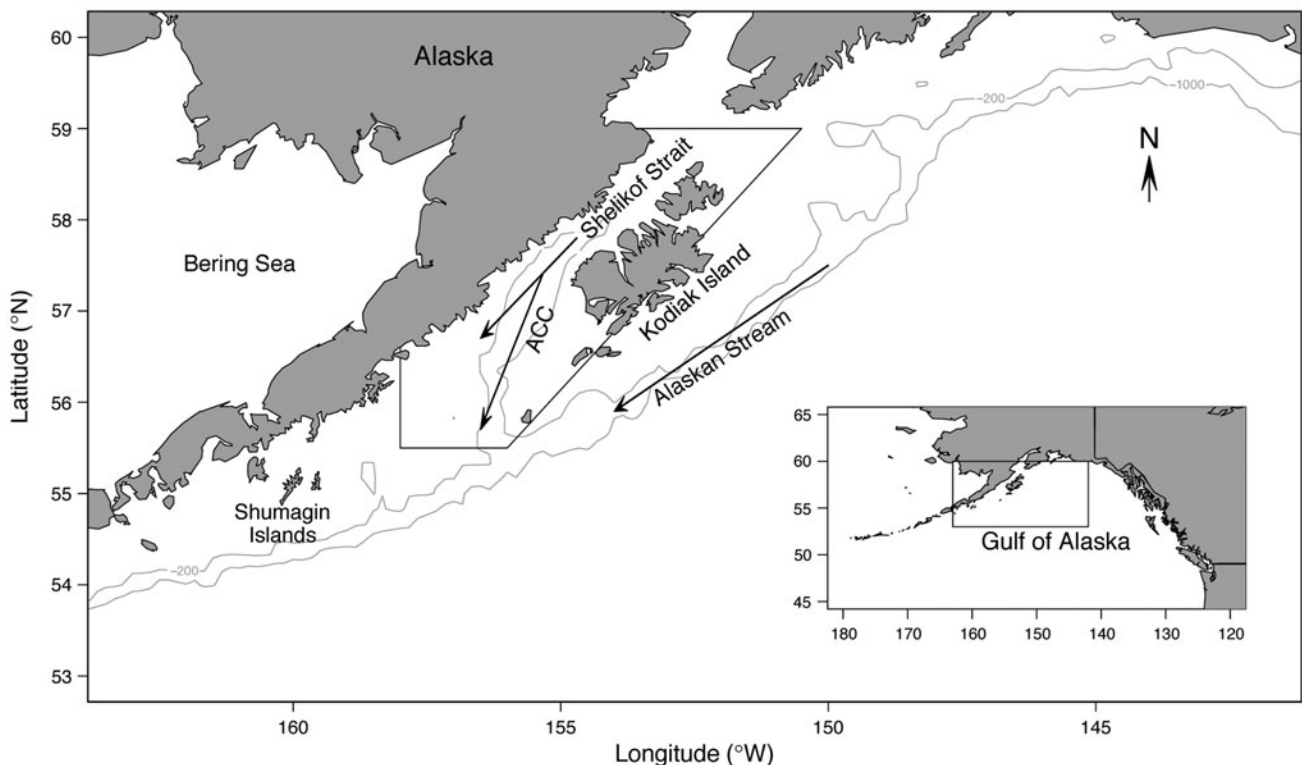 60
59
58
57
56
55
54
53
Latitude (°N)
160
155
150
145
Longitude (°W)
Alaska
–200
–1000
N
Shelikof Strait
Bering Sea
Kodiak Island
ACC
Alaskan Stream
Shumagin
Islands
–200
65
60
55
50
45
Gulf of Alaska
180
170
160
150
140
130
120